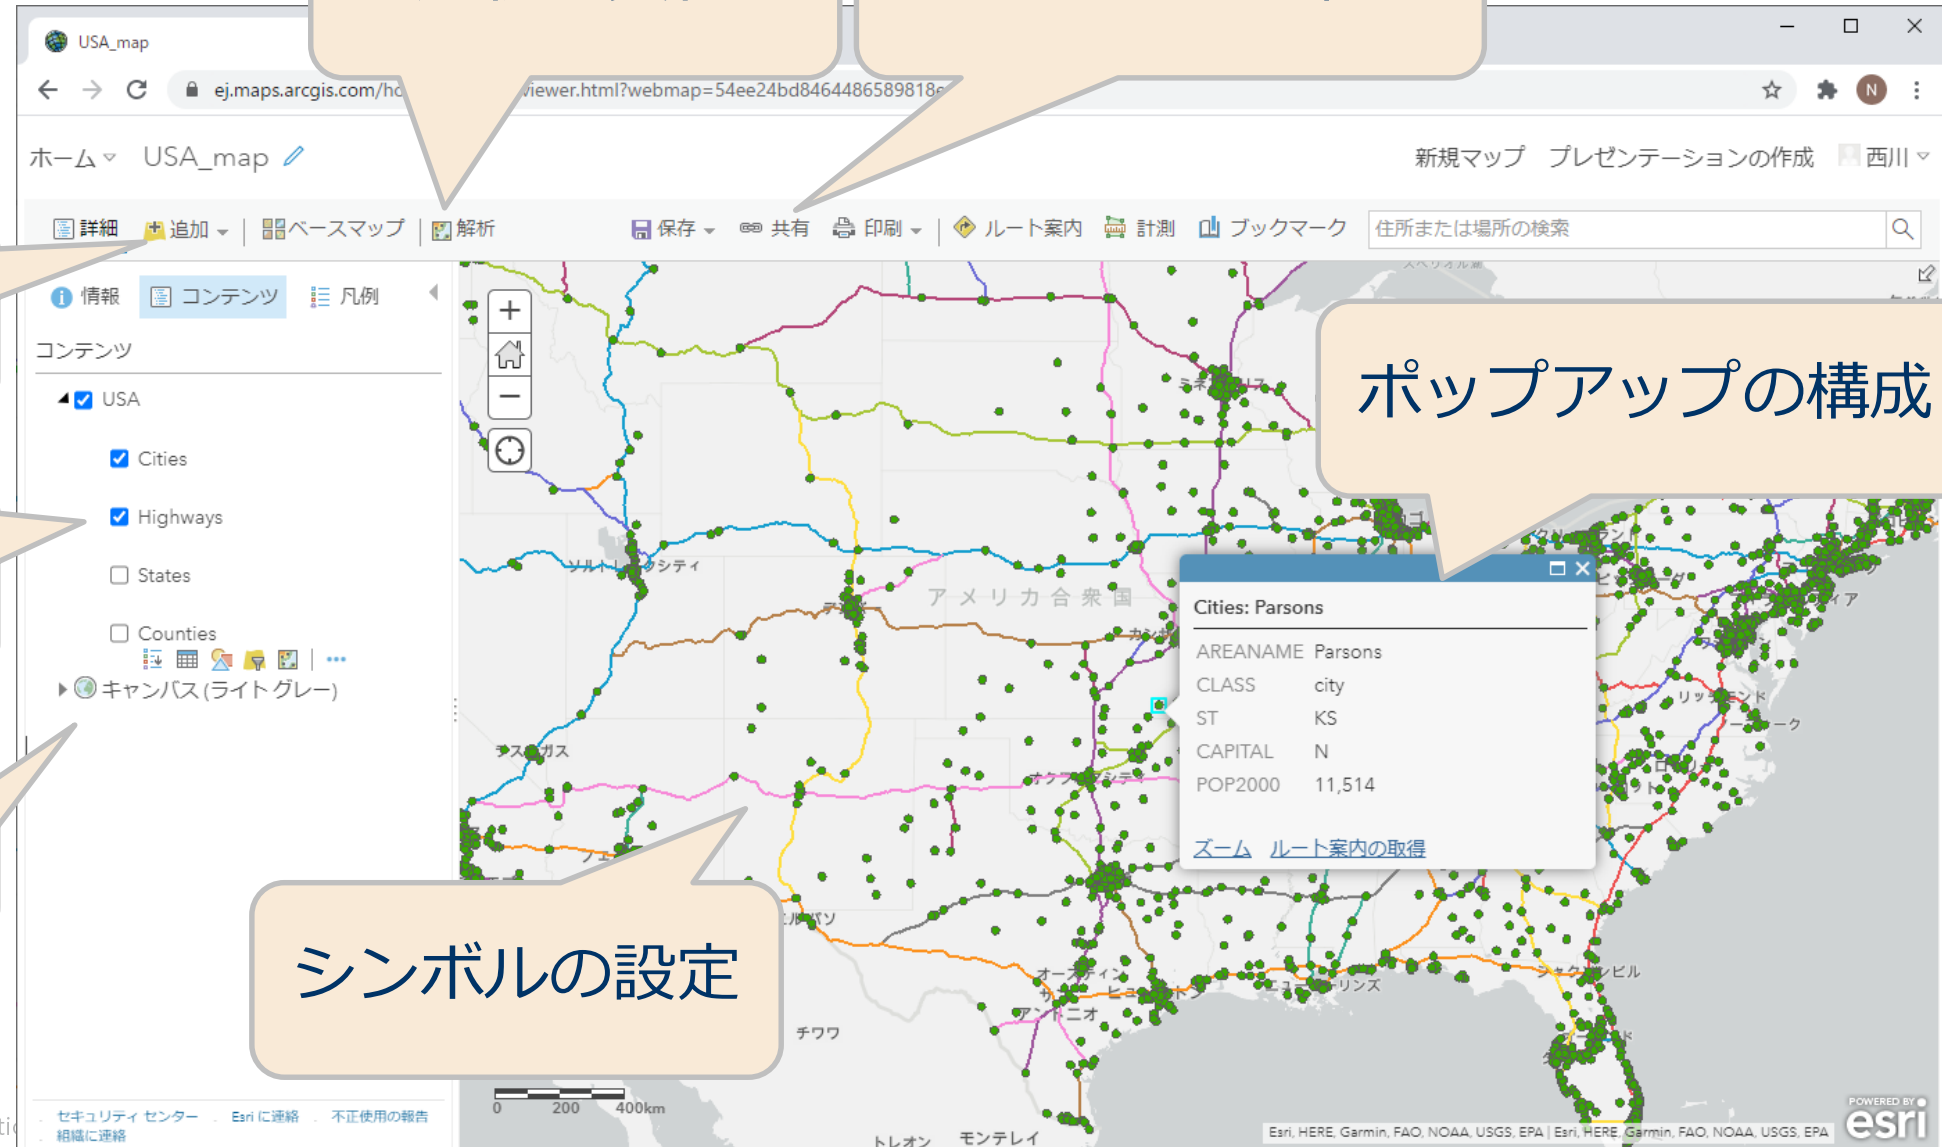 USA_map
ej.maps.arcgis.com/ho
viewer.html?webmap=54ee24bd8464486589818e
N
ホーム
USA_map
新規マップ
プレゼンテーションの作成
西川
詳細
追加
ベースマップ
解析
保存
共有
印刷
ルート案内
計測
ブックマーク
住所または場所の検索
情報
コンテンツ
凡例
コンテンツ
USA
Cities
Highways
States
Counties
キャンバス (ライト グレー)
ポップアップの構成
アメリカ合衆国
Cities: Parsons
AREANAME Parsons
CLASS city
ST KS
CAPITAL N
POP2000 11,514
ズーム ルート案内の取得
シンボルの設定
チワワ
トレオン
モンテレイ
0 200 400km
セキュリティ センター
Esri に連絡
不正使用の報告
組織に連絡
Esri, HERE, Garmin, FAO, NOAA, USGS, EPA | Esri, HERE, Garmin, FAO, NOAA, USGS, EPA
POWERED BY
esri